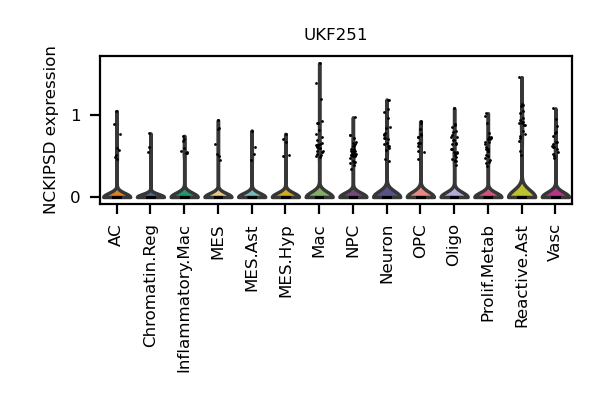 UKF251
NCKIPSD expression
1
0
AC
Chromatin.Reg
Inflammatory.Mac
MES
MES.Ast
MES.Hyp
Mac
NPC
Neuron
OPC
Oligo
Prolif.Metab
Reactive.Ast
Vasc